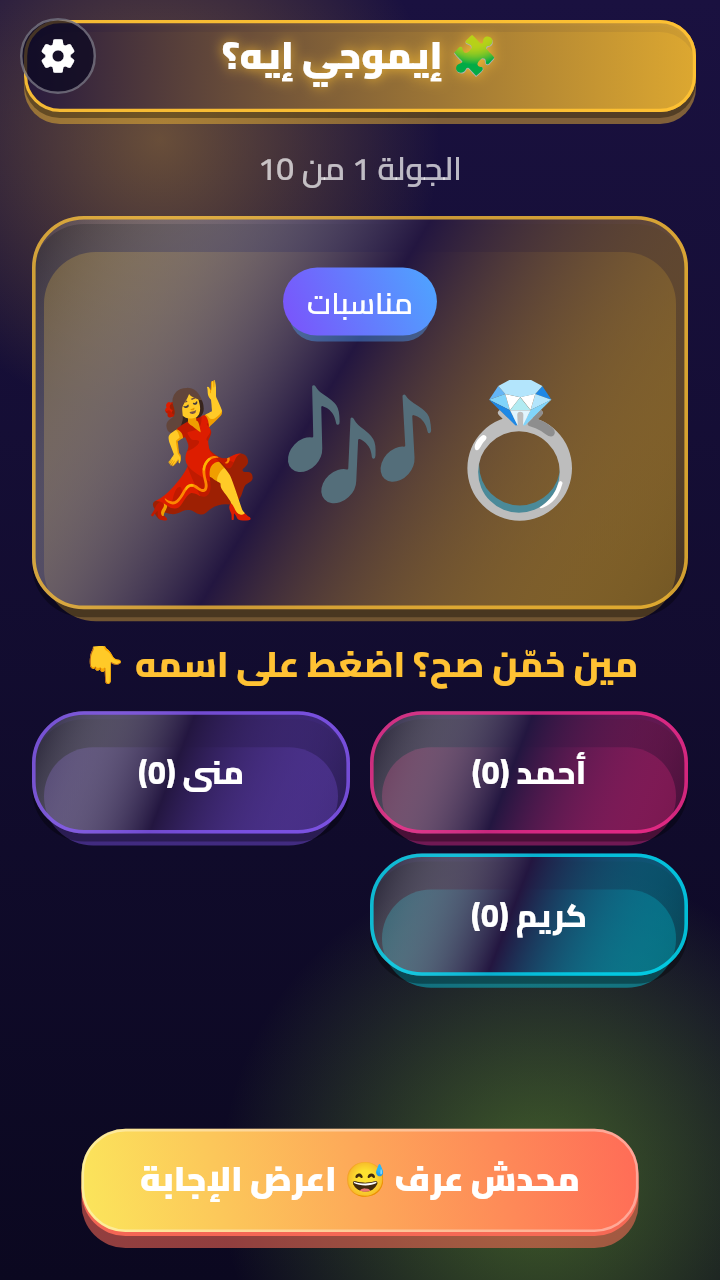 🧩 إيموجي إيه؟
الجولة 1 من 10
مناسبات
💍🎶💃
مين خمّن صح؟ اضغط على اسمه 👇
أحمد (0)
منى (0)
كريم (0)
محدش عرف 😅 اعرض الإجابة